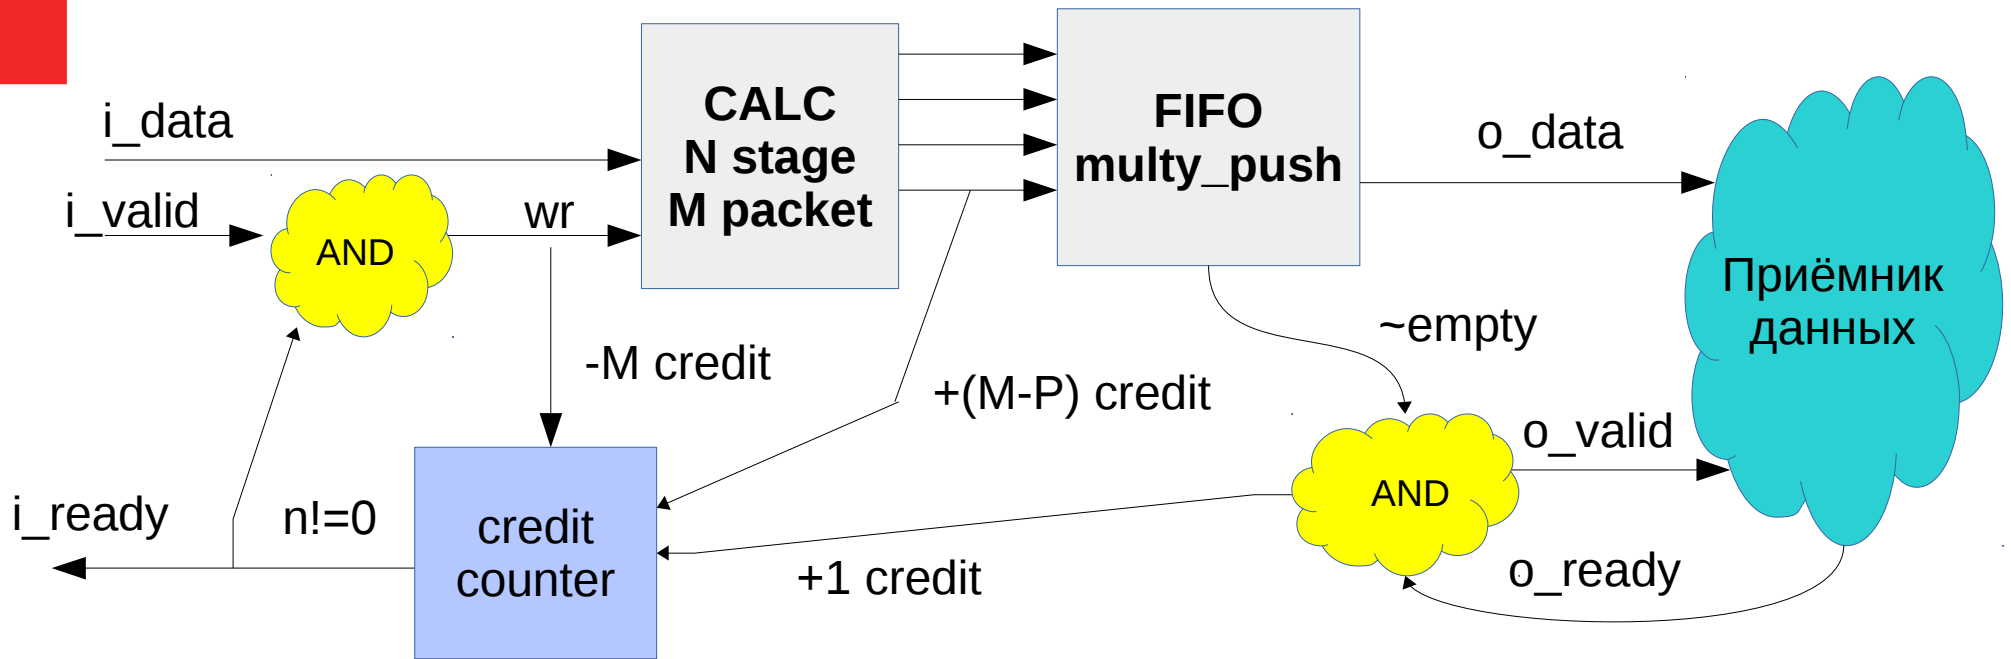 i_data
i_valid
AND
wr
CALC
N stage
M packet
FIFO
multy_push
o_data
Приёмник
данных
~empty
-M credit
+(M-P) credit
o_valid
AND
i_ready
n!=0
credit
counter
+1 credit
o_ready